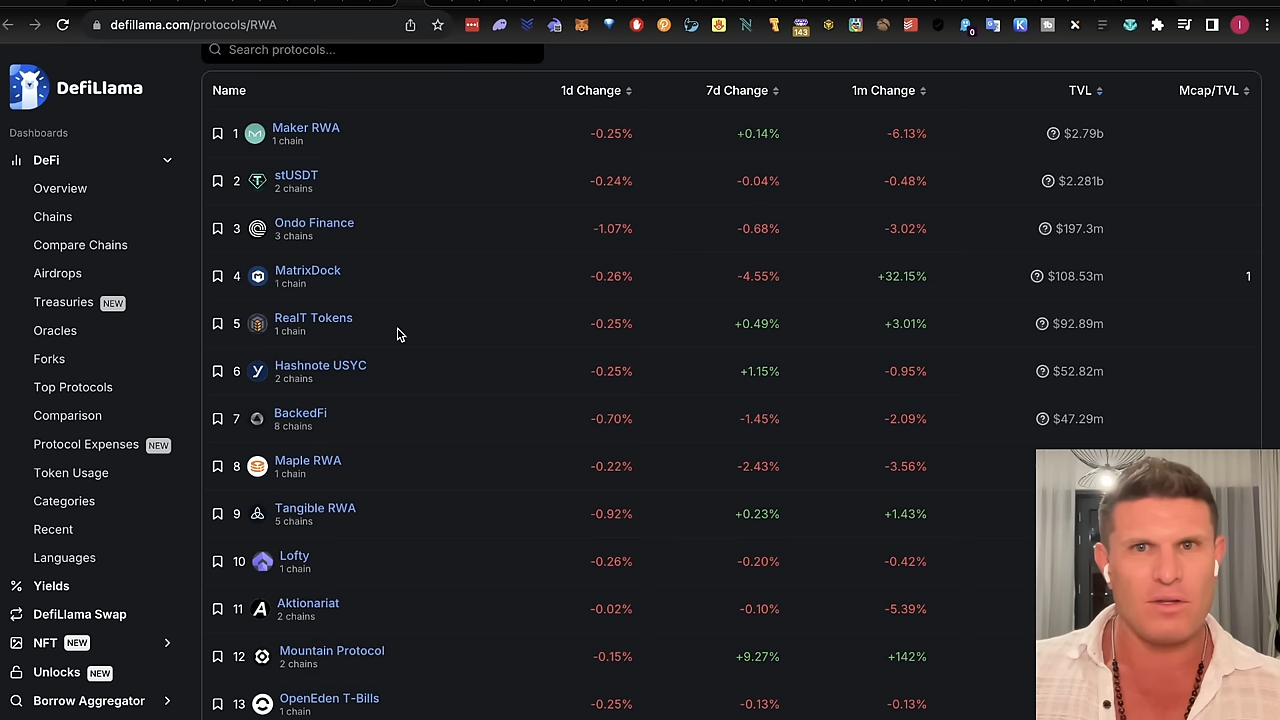 defillama.com/protocols/RWA
143
0
I
Search protocols...
DefiLlama
Dashboards
DeFi
Overview
Chains
Compare Chains
Airdrops
Treasuries NEW
Oracles
Forks
Top Protocols
Comparison
Protocol Expenses NEW
Token Usage
Categories
Recent
Languages
Yields
DefiLlama Swap
NFT NEW
Unlocks NEW
Borrow Aggregator
Name 1d Change 7d Change 1m Change TVL Mcap/TVL
1 Maker RWA -0.25% +0.14% -6.13% $2.79b
1 chain
2 stUSDT -0.24% -0.04% -0.48% $2.281b
2 chains
3 Ondo Finance -1.07% -0.68% -3.02% $197.3m
3 chains
4 MatrixDock -0.26% -4.55% +32.15% $108.53m 1
1 chain
5 RealT Tokens -0.25% +0.49% +3.01% $92.89m
1 chain
6 Hashnote USYC -0.25% +1.15% -0.95% $52.82m
2 chains
7 BackedFi -0.70% -1.45% -2.09% $47.29m
8 chains
8 Maple RWA -0.22% -2.43% -3.56%
1 chain
9 Tangible RWA -0.92% +0.23% +1.43%
5 chains
10 Lofty -0.26% -0.20% -0.42%
1 chain
11 Aktionariat -0.02% -0.10% -5.39%
2 chains
12 Mountain Protocol -0.15% +9.27% +142%
2 chains
13 OpenEden T-Bills -0.25% -0.13% -0.13%
1 chain